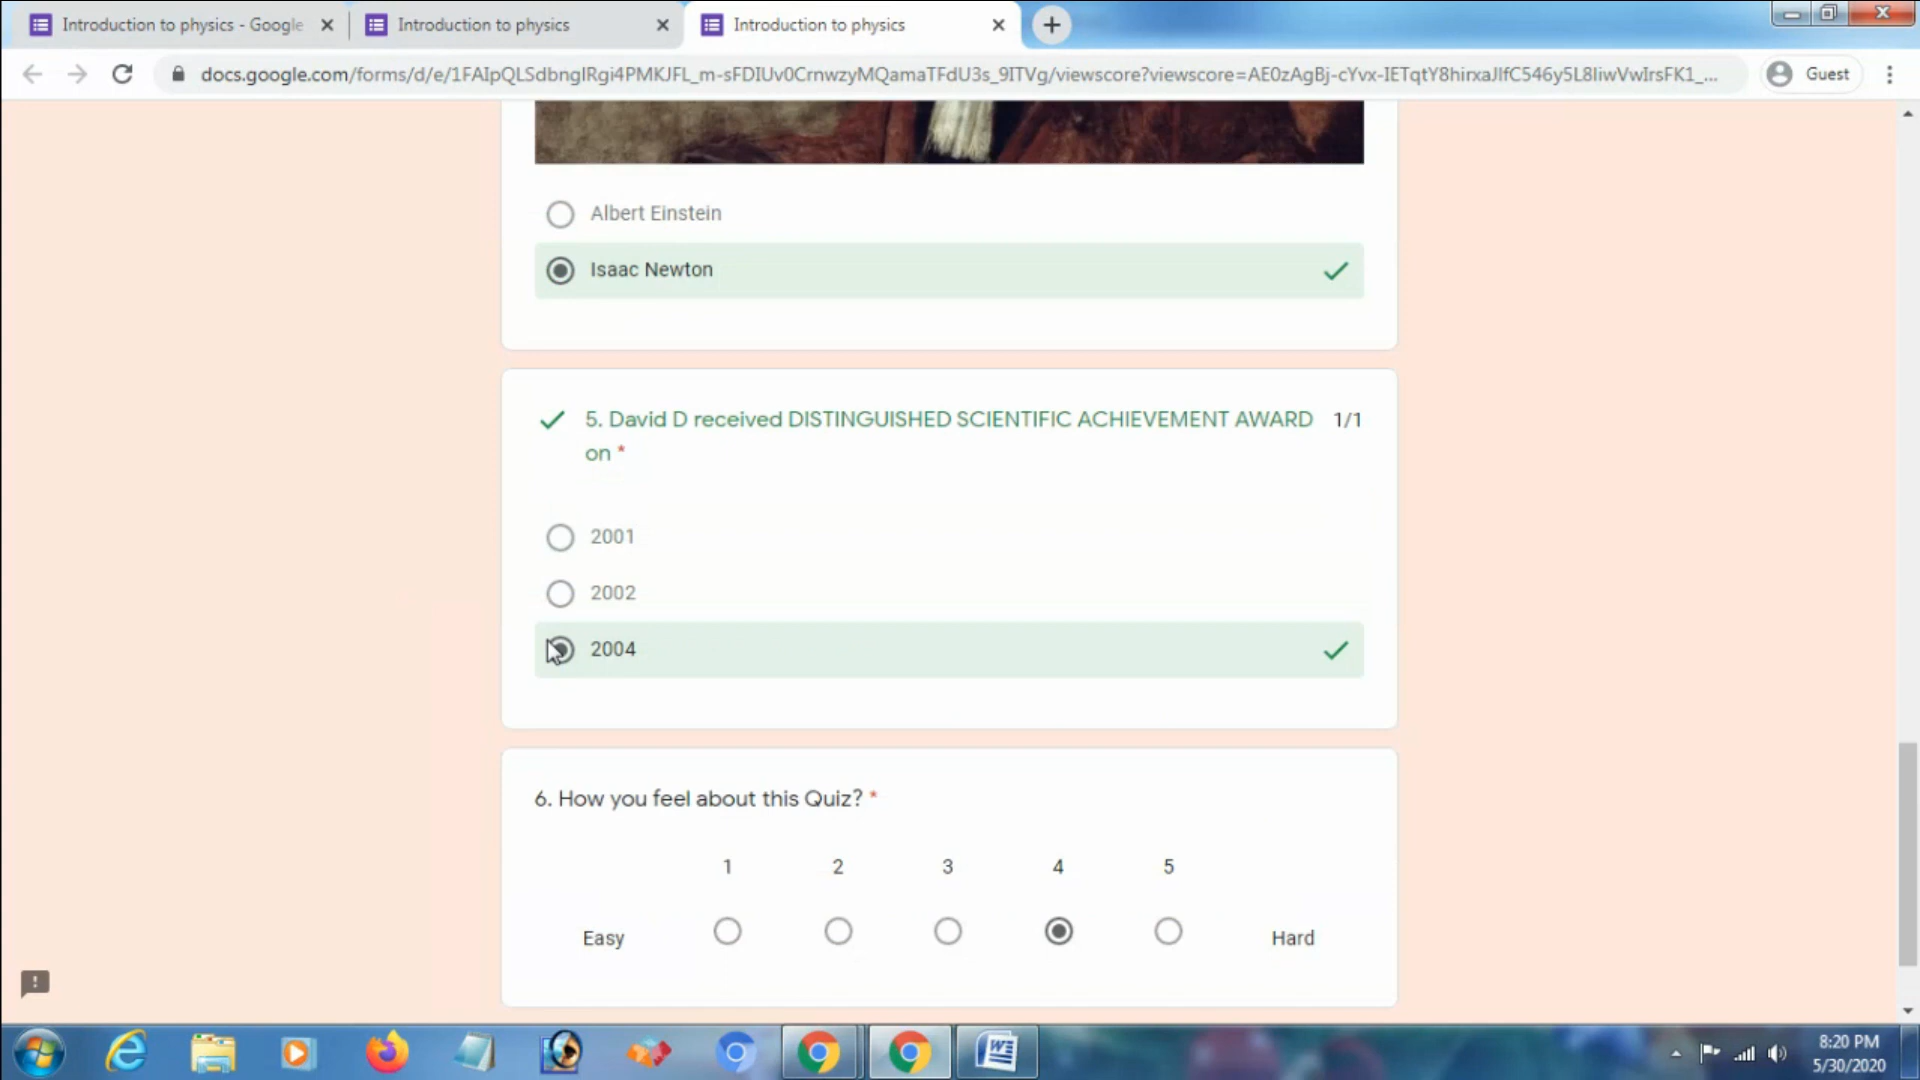 Introduction to physics - Google
Introduction to physics
Introduction to physics
docs.google.com/forms/d/e/1FAIpQLSdbnglRgi4PMKJFL_m-sFDIUv0CrnwzyMQamaTFdU3s_9ITVg/viewscore?viewscore=AE0zAgBj-cYvx-IETqtY8hirxaJlfC546y5L8liwVwIrsFK1_...
Guest
Albert Einstein
Isaac Newton
5. David D received DISTINGUISHED SCIENTIFIC ACHIEVEMENT AWARD 1/1
on *
2001
2002
2004
6. How you feel about this Quiz? *
1 2 3 4 5
Easy Hard
8:20 PM
5/30/2020